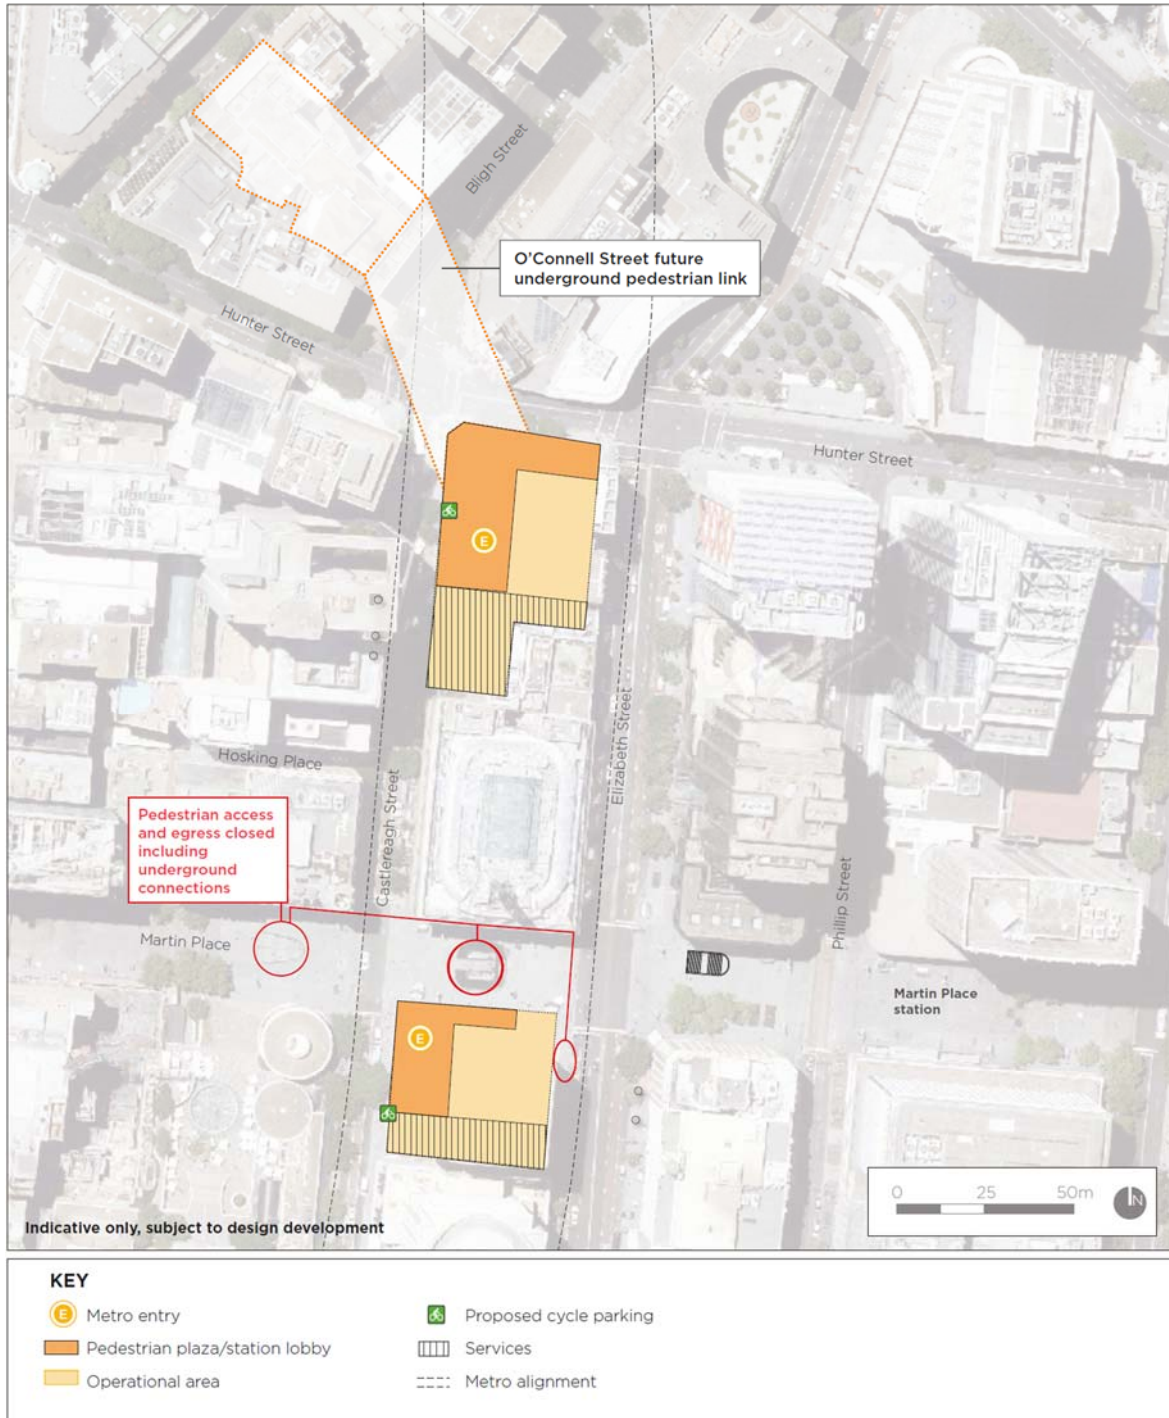 Bligh Street
O'Connell Street future
underground pedestrian link
Hunter Street
Hunter Street
E
Elizabeth Street
Hosking Place
Castlereagh Street
Pedestrian access
and egress closed
including
underground
connections
Martin Place
Phillip Street
Martin Place
station
E
0 25 50m
N
Indicative only, subject to design development
KEY
E Metro entry
Proposed cycle parking
Pedestrian plaza/station lobby
Services
Operational area
Metro alignment